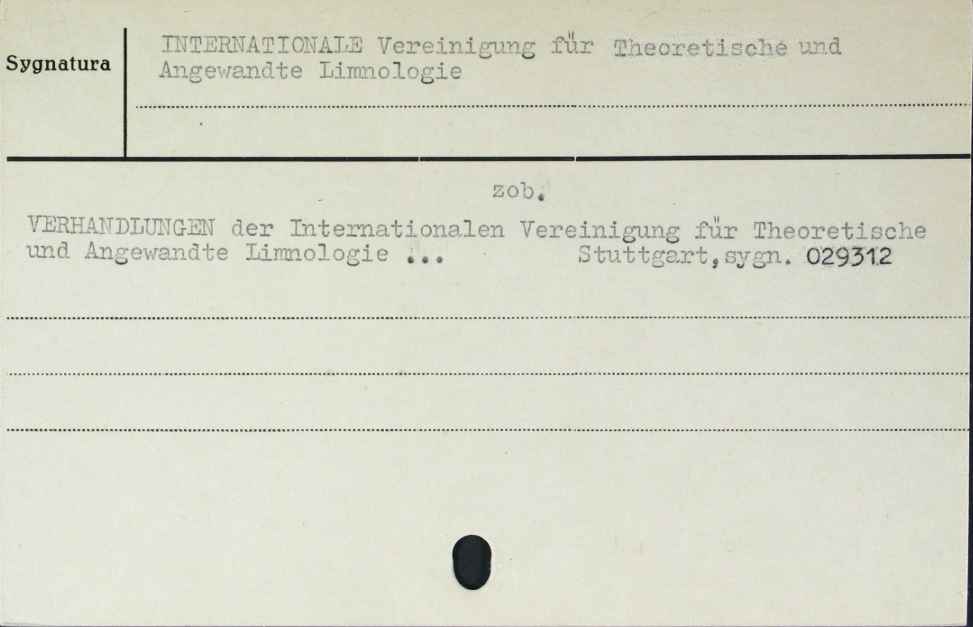 Sygnatura
INTERNATIONALE Vereinigung für Theoretische und
Angewandte Limnologie
zob.
VERHANDLUNGEN der Internationalen Vereinigung für Theoretische
und Angewandte Limnologie ... Stuttgart,sygn. 029312